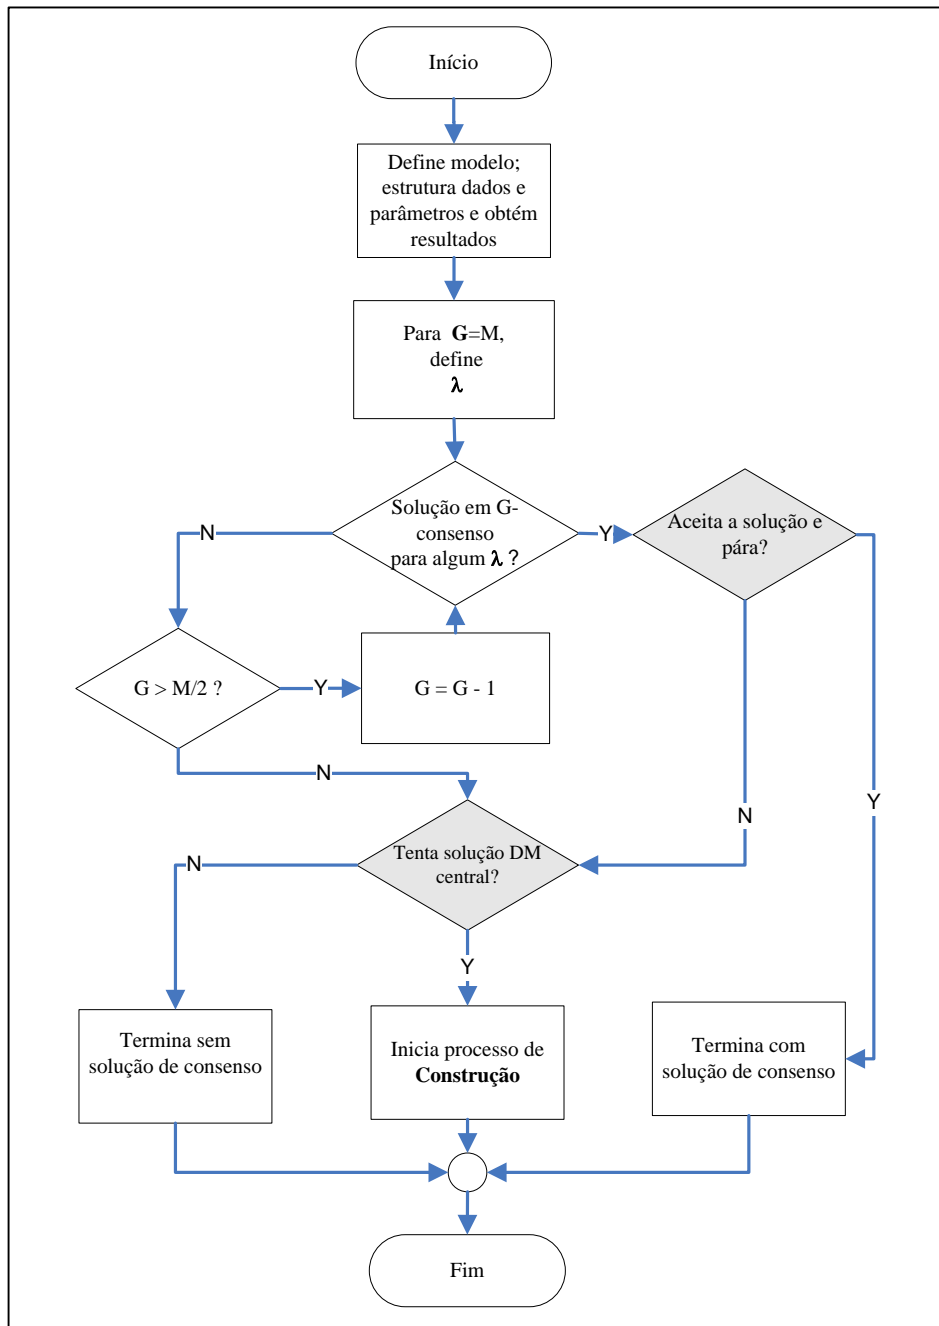 Início
Define modelo;
estrutura dados e
parâmetros e obtém
resultados
Para G=M,
define
λ
Solução em G-
consenso
para algum λ ?
N
Y
Aceita a solução e
pára?
G > M/2 ?
Y
G = G - 1
N
Y
N
Tenta solução DM
central?
N
Y
Termina sem
solução de consenso
Inicia processo de
Construção
Termina com
solução de consenso
Fim